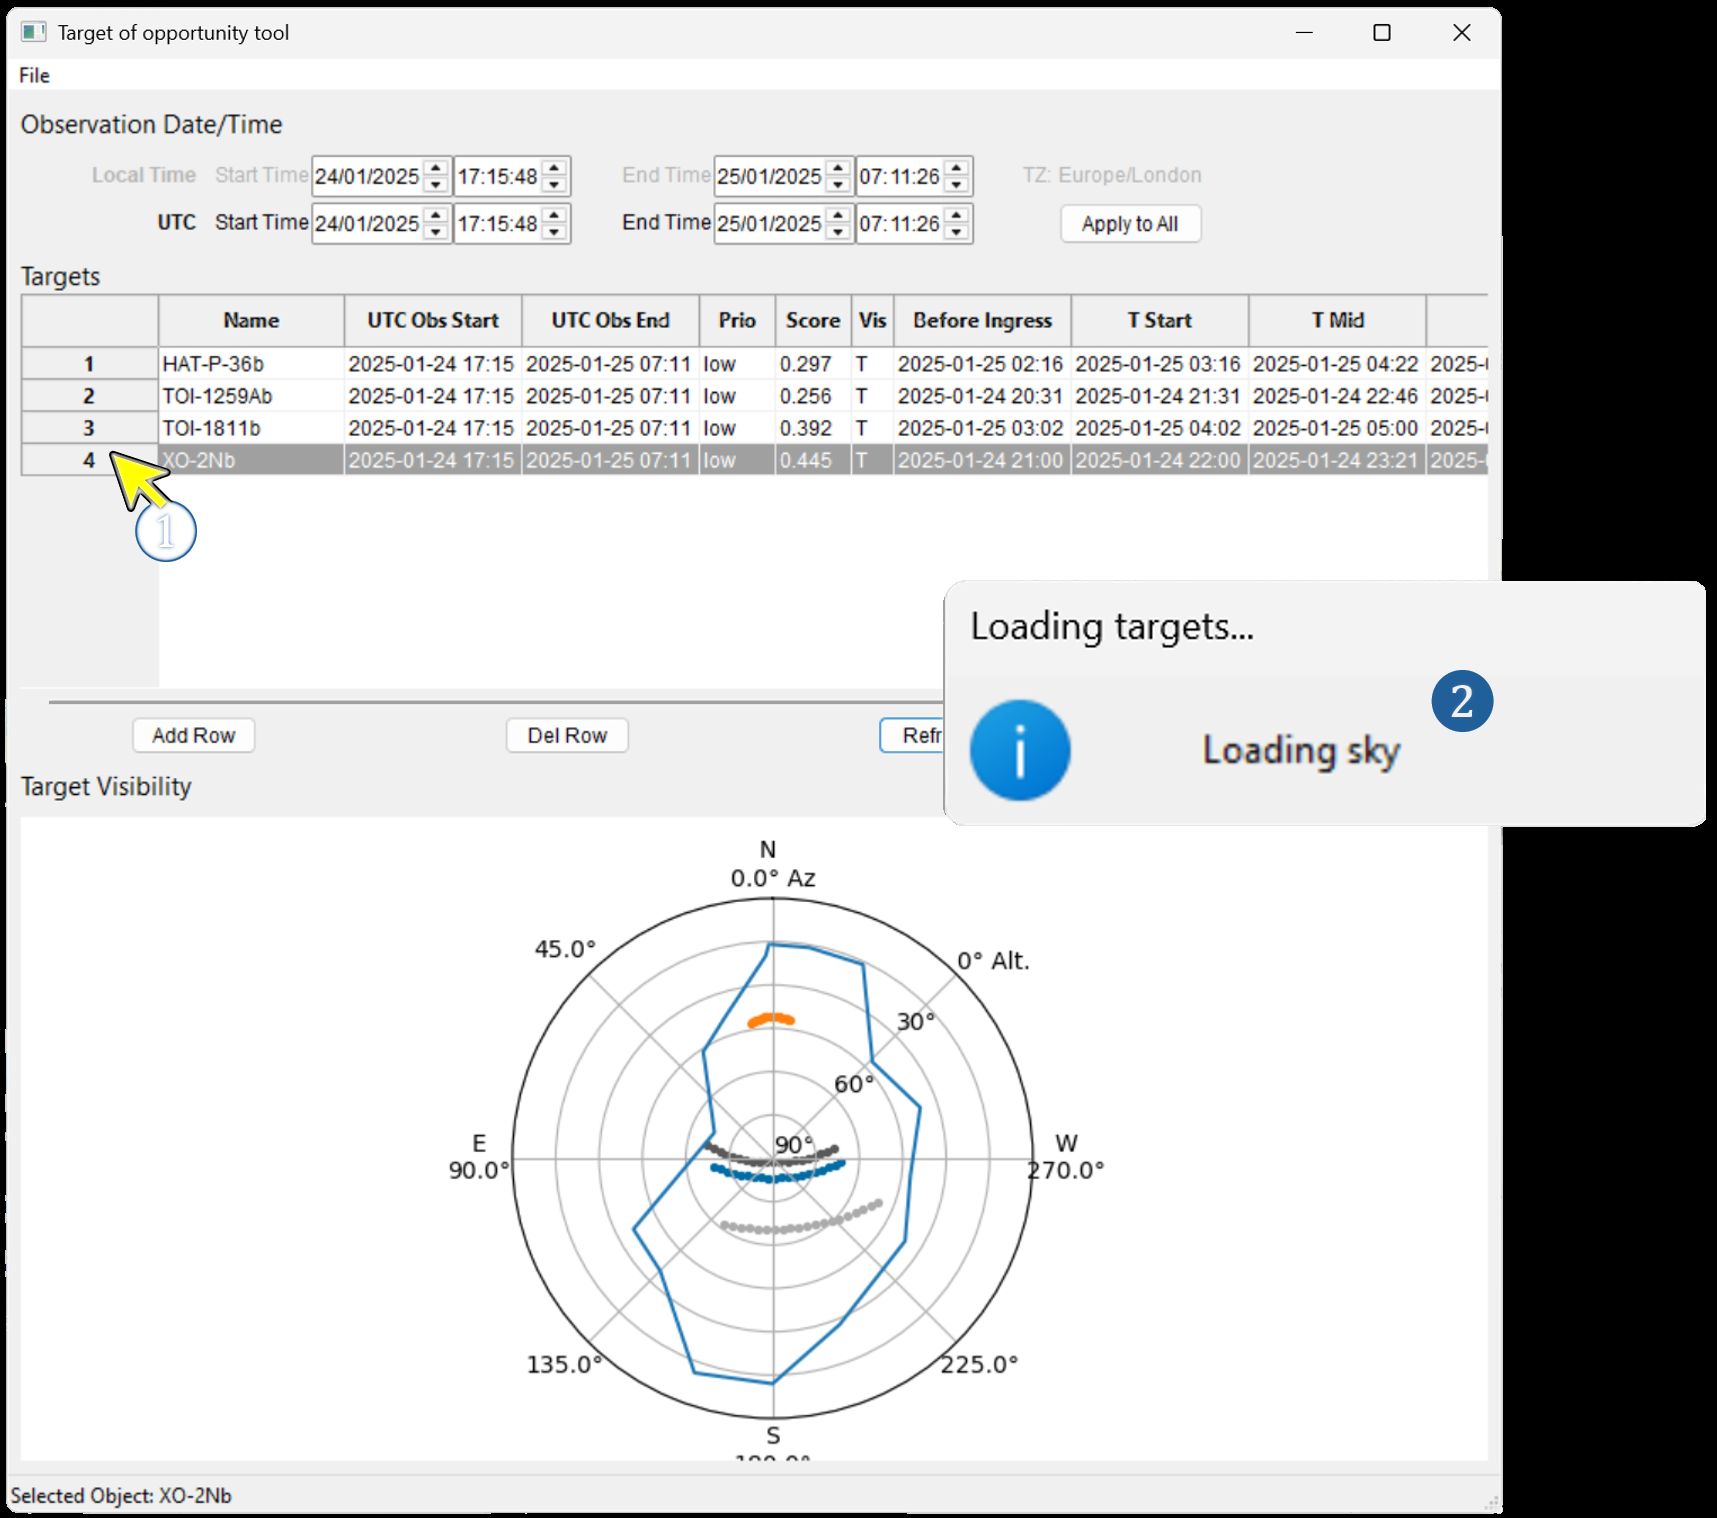 Target of opportunity tool
File
Observation Date/Time
Local Time Start Time 24/01/2025 17:15:48 End Time 25/01/2025 07:11:26 TZ: Europe/London
UTC Start Time 24/01/2025 17:15:48 End Time 25/01/2025 07:11:26 Apply to All
Targets
Name UTC Obs Start UTC Obs End Prio Score Vis Before Ingress T Start T Mid
1 HAT-P-36b 2025-01-24 17:15 2025-01-25 07:11 low 0.297 T 2025-01-25 02:16 2025-01-25 03:16 2025-01-25 04:22 2025-
2 TOI-1259Ab 2025-01-24 17:15 2025-01-25 07:11 low 0.256 T 2025-01-24 20:31 2025-01-24 21:31 2025-01-24 22:46 2025-
3 TOI-1811b 2025-01-24 17:15 2025-01-25 07:11 low 0.392 T 2025-01-25 03:02 2025-01-25 04:02 2025-01-25 05:00 2025-
4 XO-2Nb 2025-01-24 17:15 2025-01-25 07:11 low 0.445 T 2025-01-24 21:00 2025-01-24 22:00 2025-01-24 23:21 2025-
1
Loading targets...
2
Loading sky
Add Row Del Row Refr
Target Visibility
N
0.0° Az
45.0°
0° Alt.
30°
60°
90°
E
90.0°
W
270.0°
135.0°
225.0°
S
Selected Object: XO-2Nb